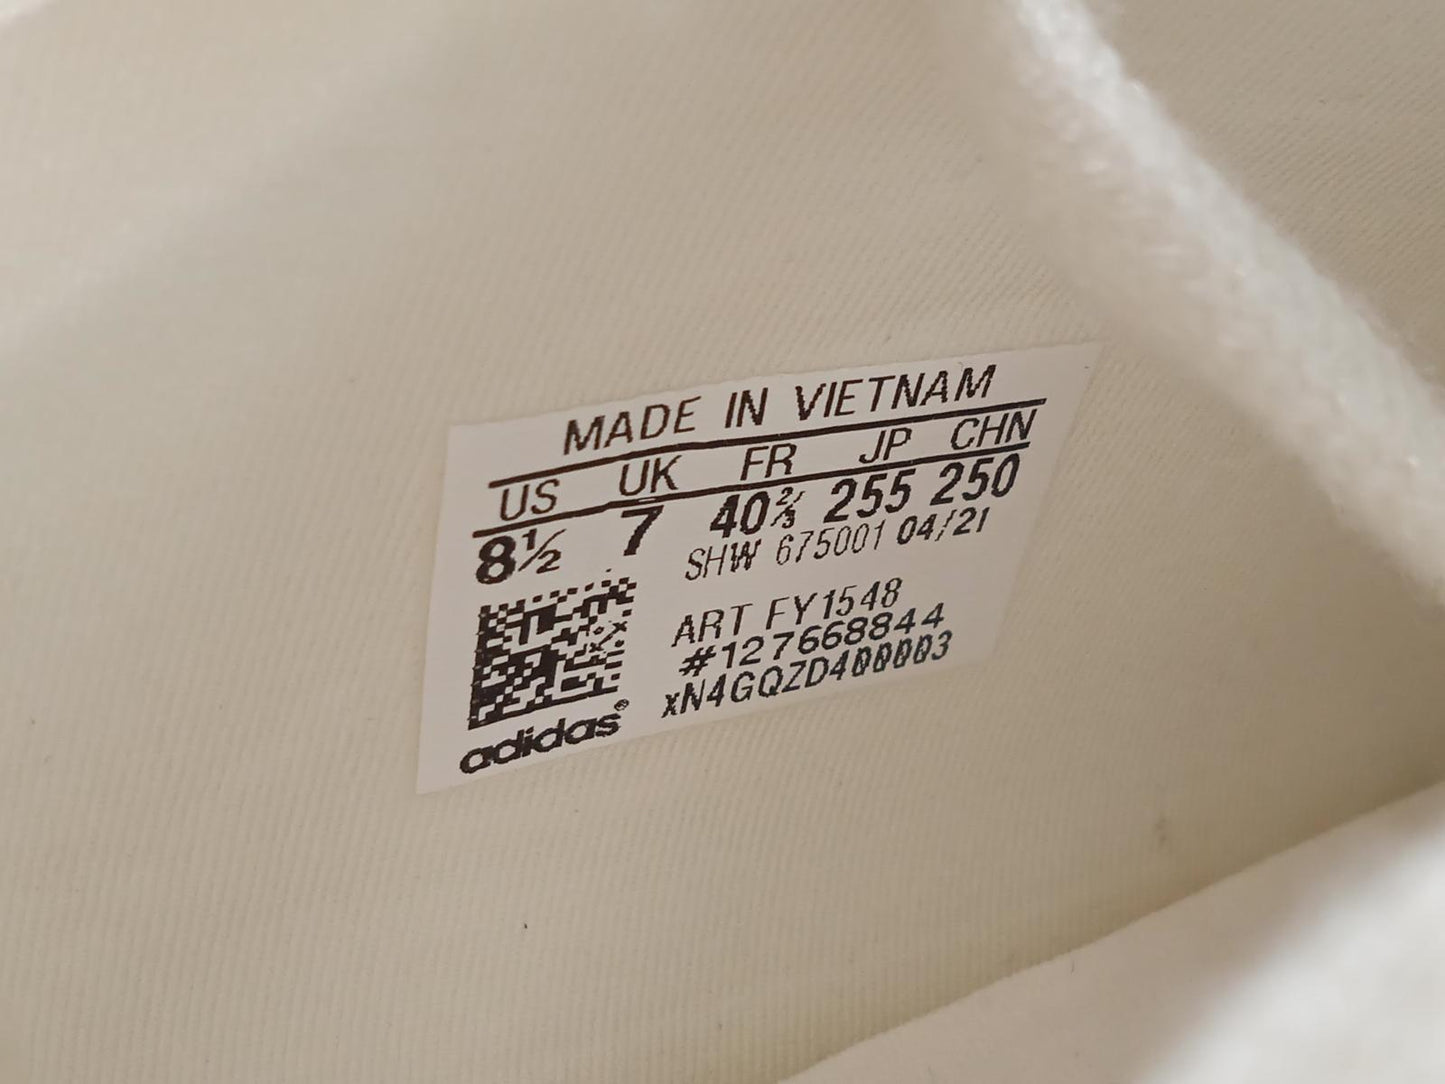 MADE IN VIETNAM
US UK FR JP CHN
8½ 7 40⅔ 255 250
SHW 675001 04/21
ART FY1548
#127668844
xN4GQZD400003
adidas®